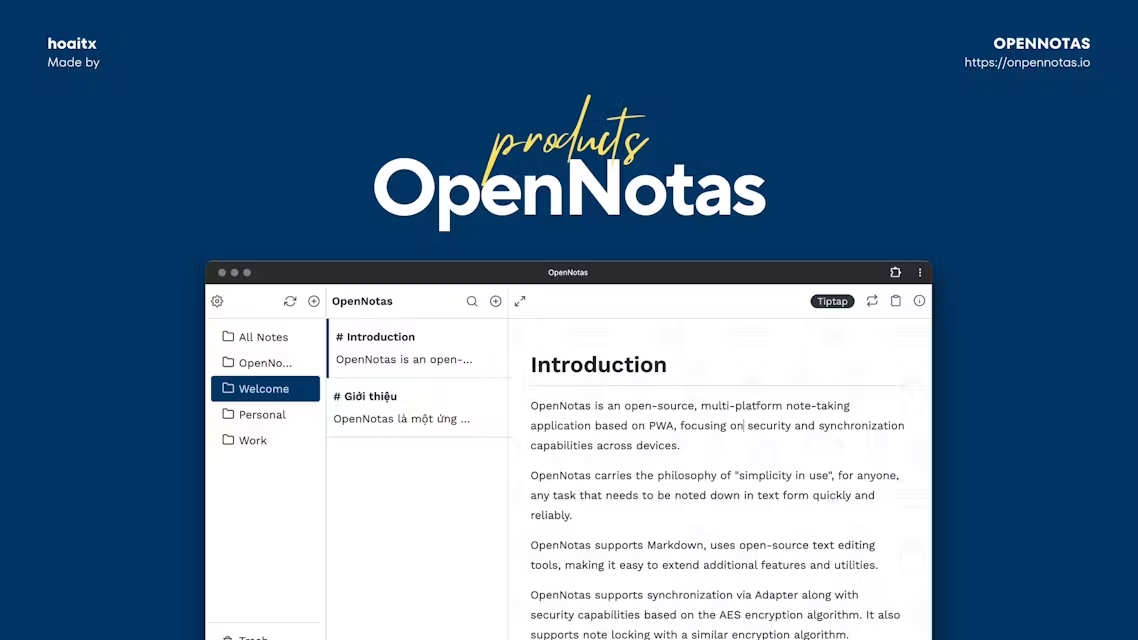 hoaitx
Made by
OPENNOTAS
https://onpennotas.io
products
OpenNotas
OpenNotas
OpenNotas
Tiptap
All Notes
OpenNo...
Welcome
Personal
Work
Trash
# Introduction
OpenNotas is an open-...
# Giới thiệu
OpenNotas là một ứng ...
Introduction
OpenNotas is an open-source, multi-platform note-taking
application based on PWA, focusing on security and synchronization
capabilities across devices.
OpenNotas carries the philosophy of "simplicity in use", for anyone,
any task that needs to be noted down in text form quickly and
reliably.
OpenNotas supports Markdown, uses open-source text editing
tools, making it easy to extend additional features and utilities.
OpenNotas supports synchronization via Adapter along with
security capabilities based on the AES encryption algorithm. It also
supports note locking with a similar encryption algorithm.